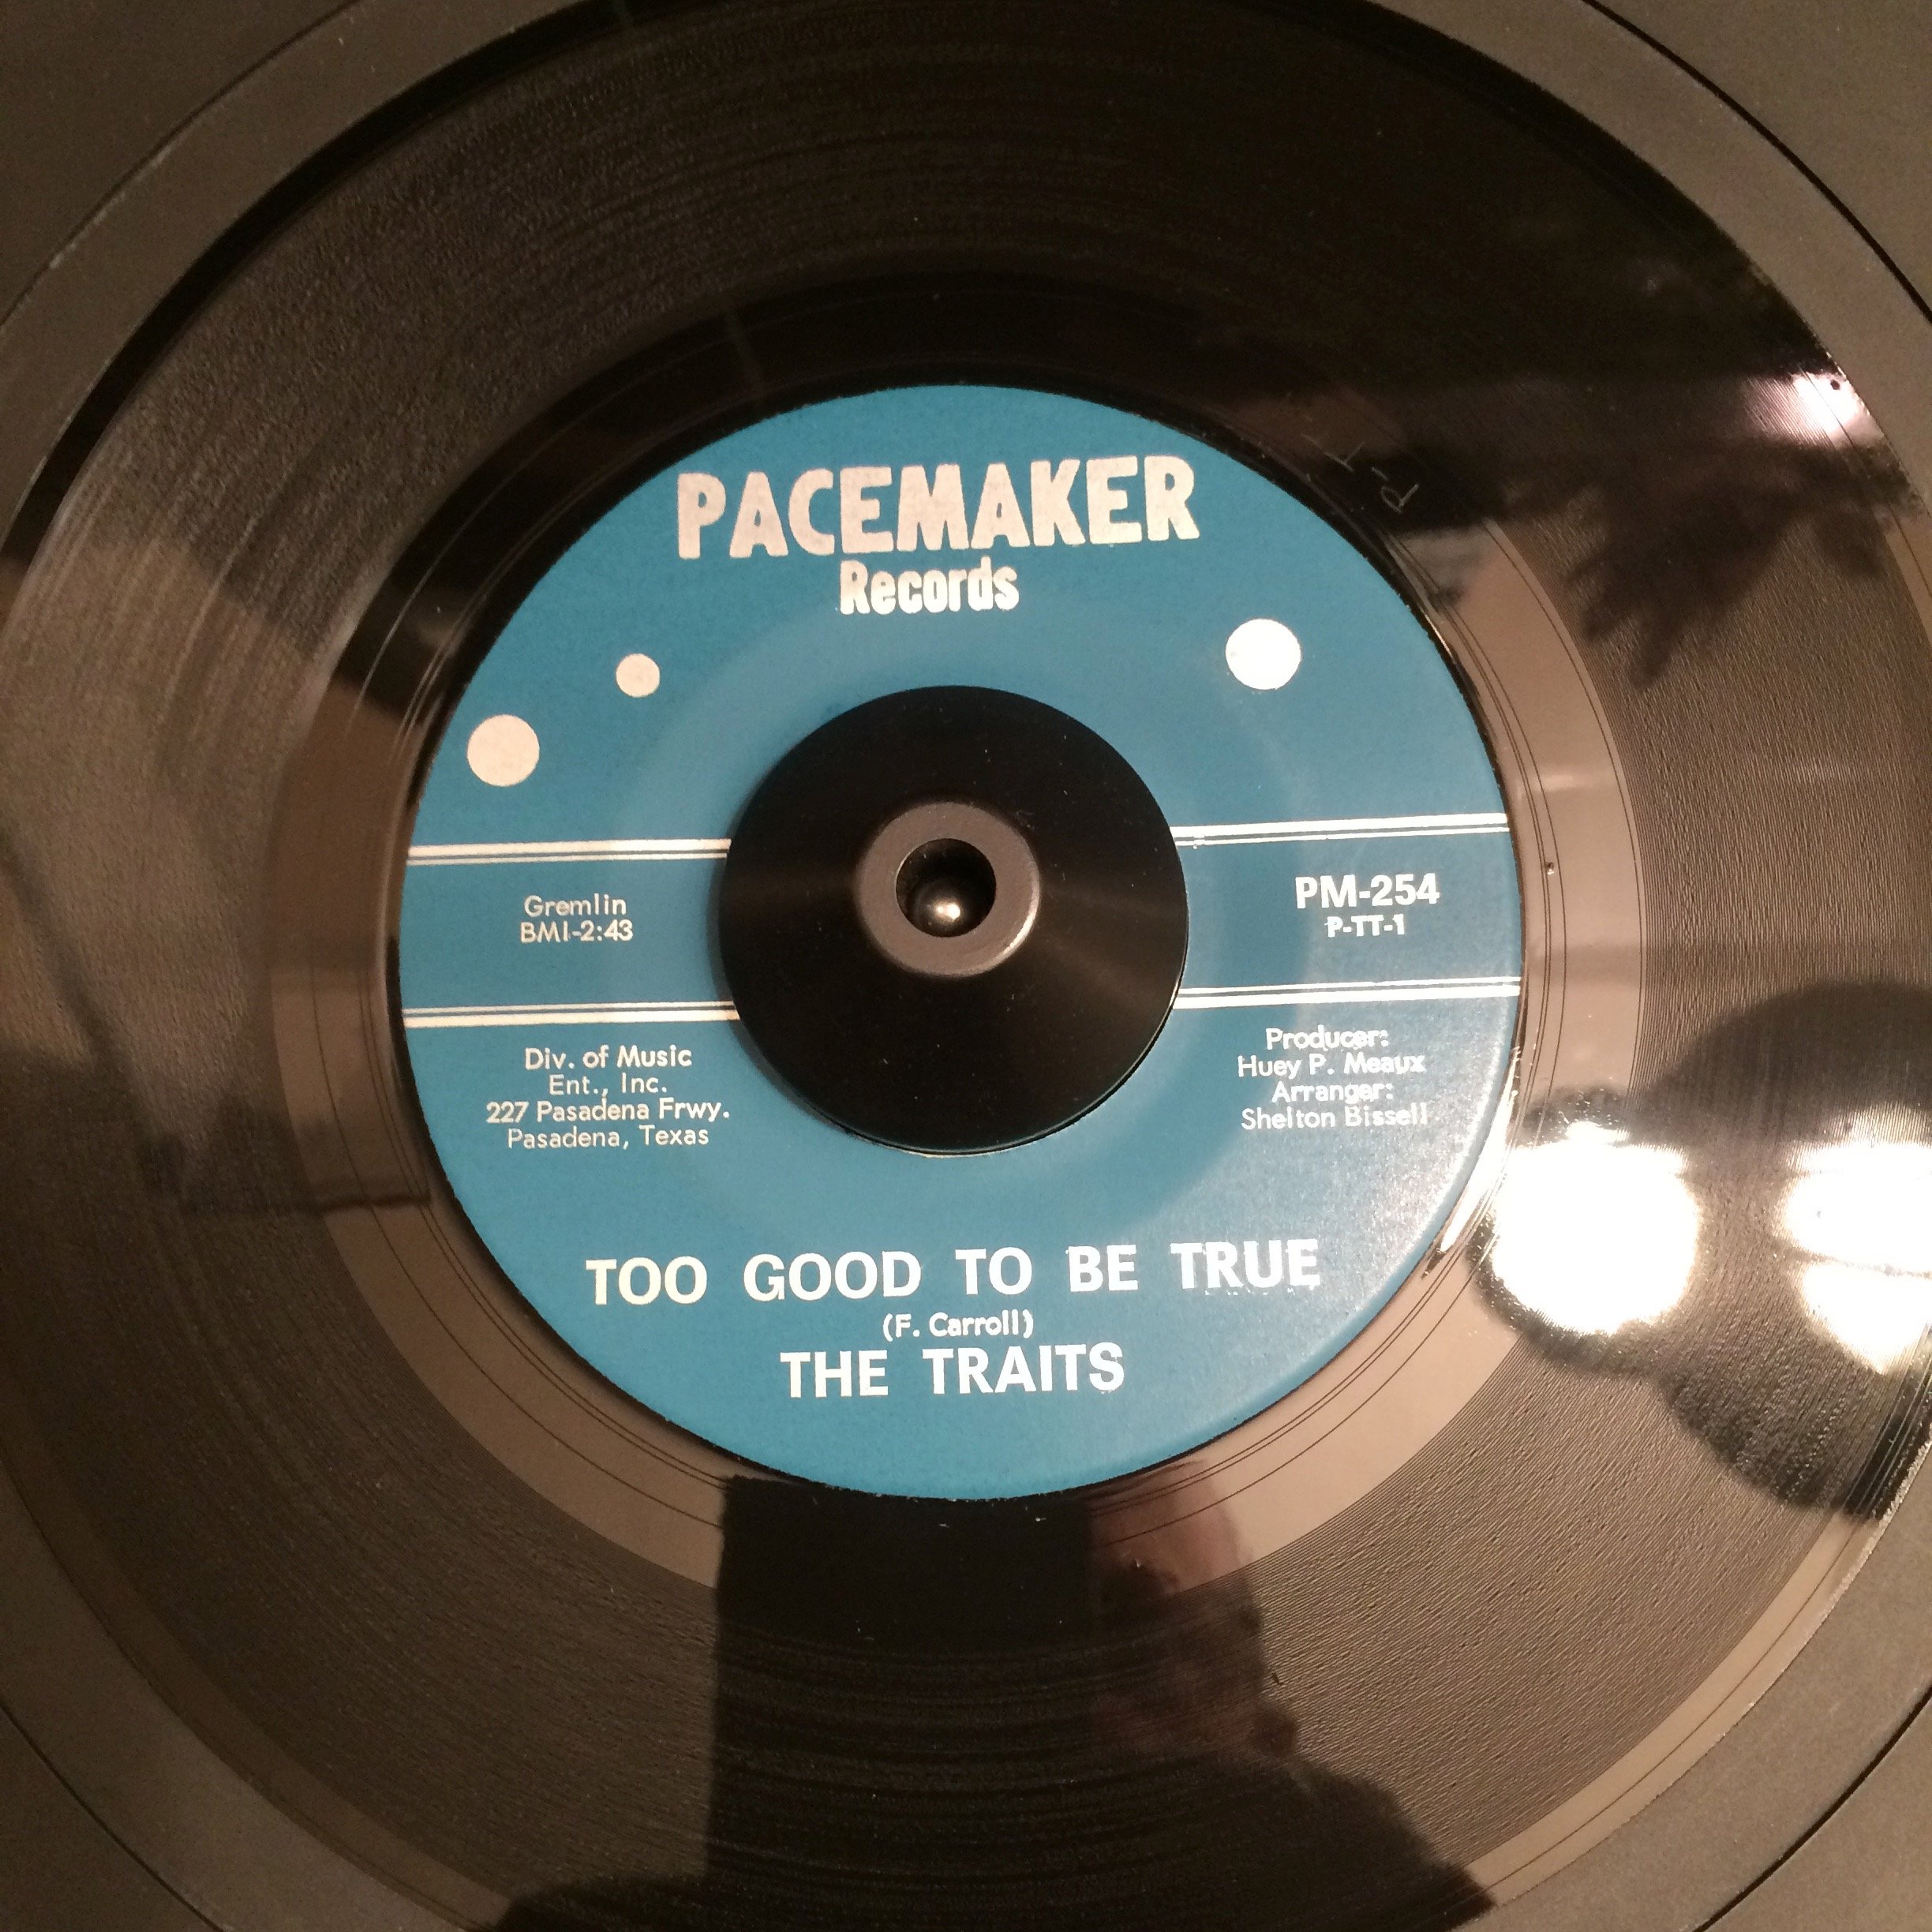 PACEMAKER
Records
Gremlin
BMI-2:43
PM-254
P-TT-1
Div. of Music
Ent., Inc.
227 Pasadena Frwy.
Pasadena, Texas
Producer:
Huey P. Meaux
Arranger:
Shelton Bissell
TOO GOOD TO BE TRUE
(F. Carroll)
THE TRAITS